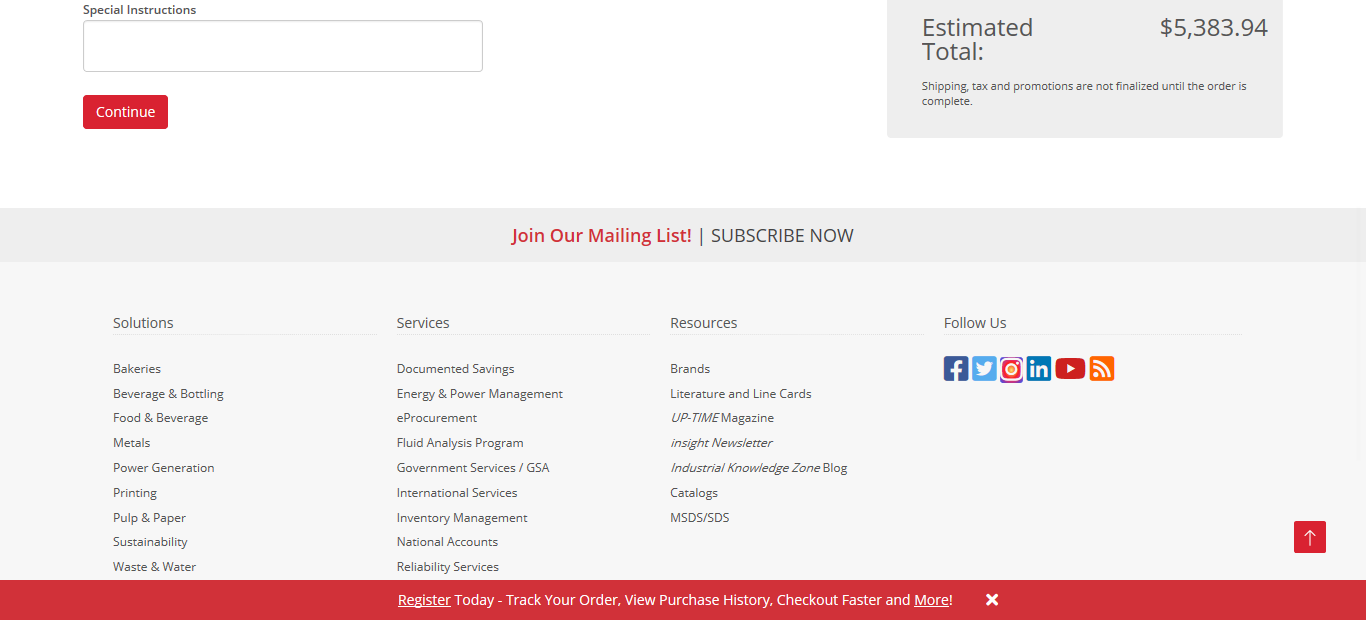 Special Instructions
Continue
Estimated Total:
$5,383.94
Shipping, tax and promotions are not finalized until the order is
complete.
Join Our Mailing List! | SUBSCRIBE NOW
Solutions
Bakeries
Beverage & Bottling
Food & Beverage
Metals
Power Generation
Printing
Pulp & Paper
Sustainability
Waste & Water
Services
Documented Savings
Energy & Power Management
eProcurement
Fluid Analysis Program
Government Services / GSA
International Services
Inventory Management
National Accounts
Reliability Services
Resources
Brands
Literature and Line Cards
UP-TIME Magazine
insight Newsletter
Industrial Knowledge Zone Blog
Catalogs
MSDS/SDS
Follow Us
Register Today - Track Your Order, View Purchase History, Checkout Faster and More!